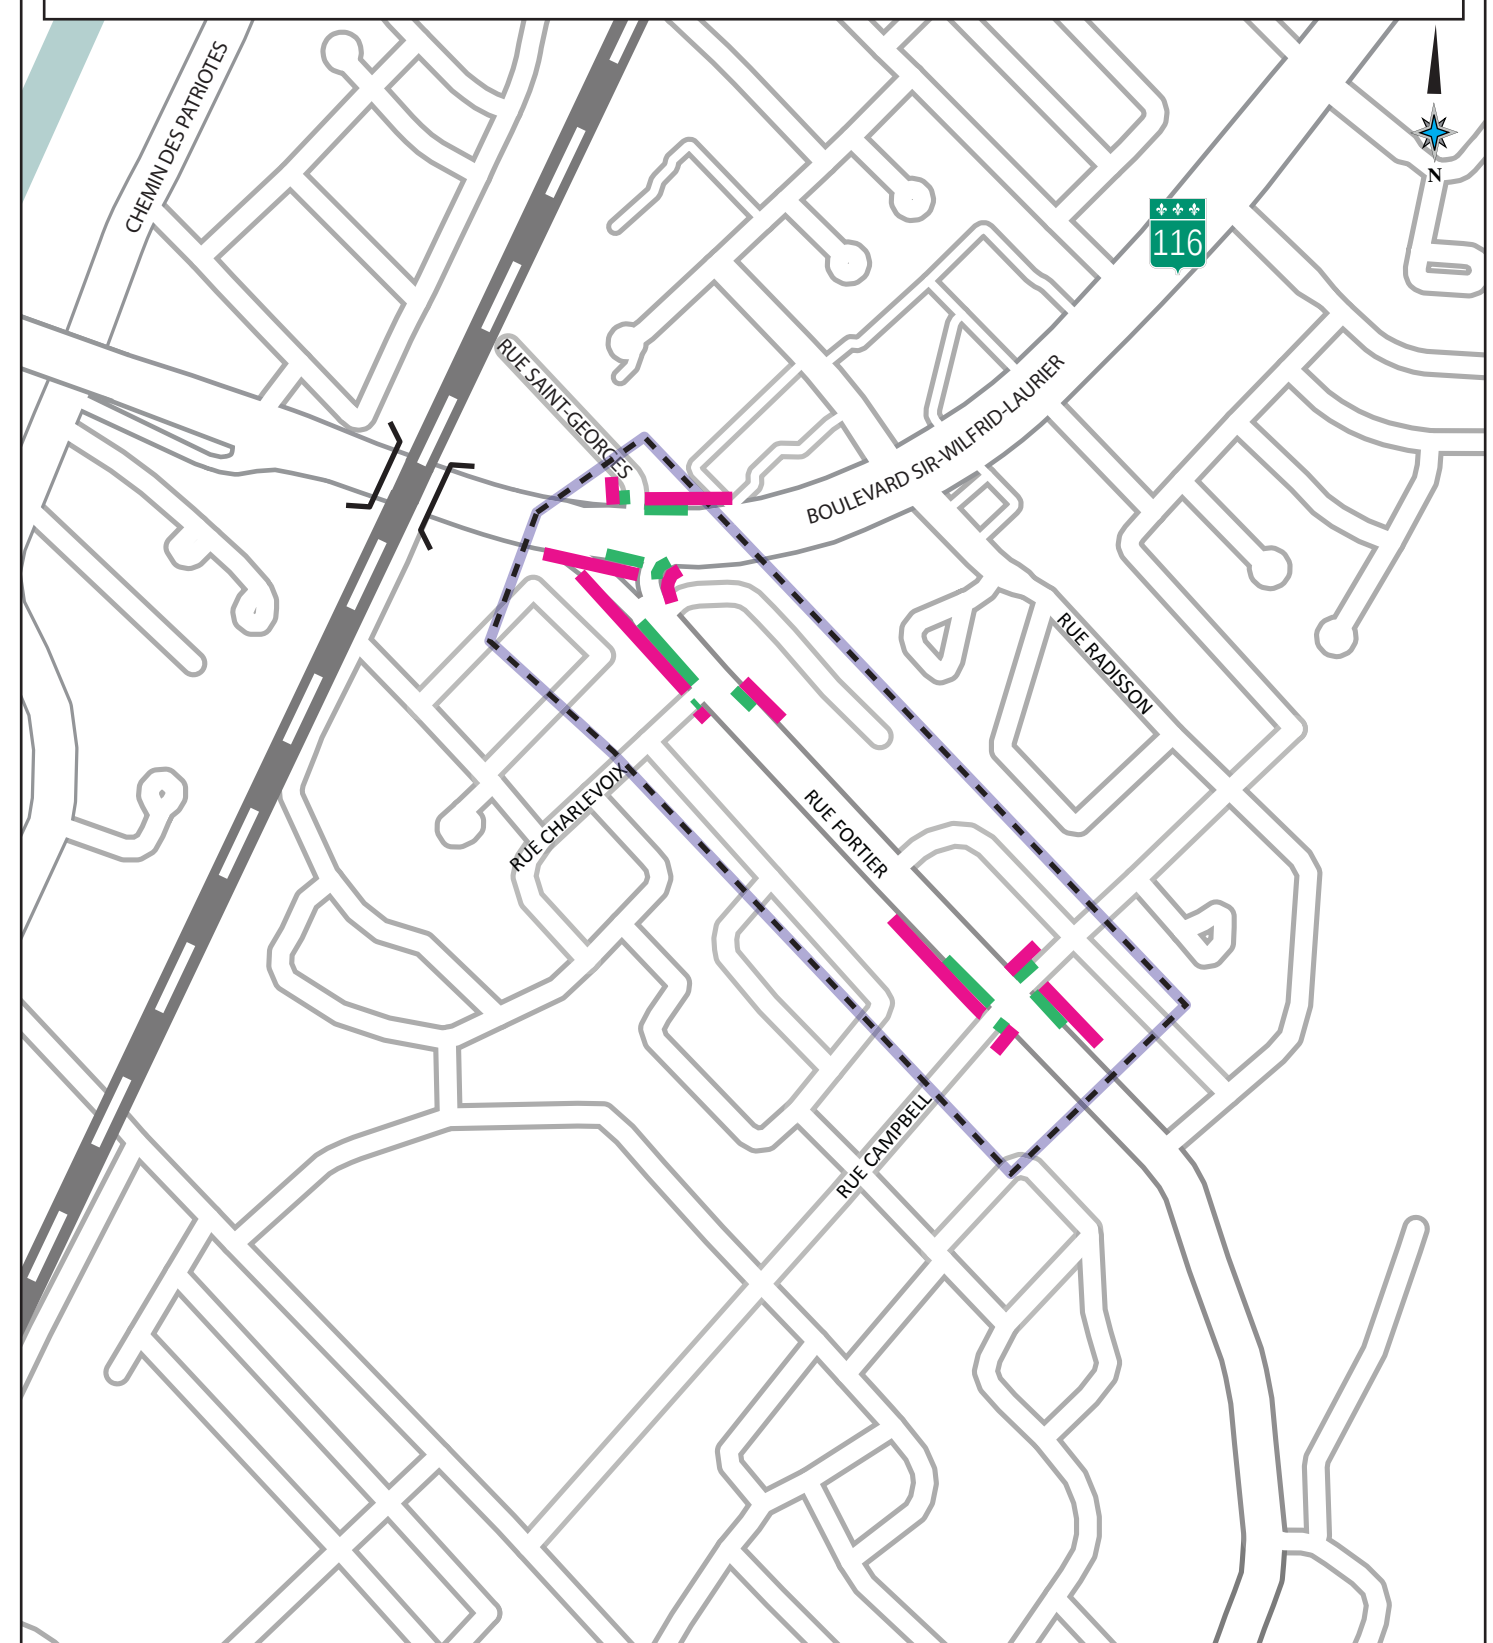 CHEMIN DES PATRIOTES
N
116
RUE SAINT-GEORGES
BOULEVARD SIR-WILFRID-LAURIER
RUE RADISSON
RUE CHARLEVOIX
RUE FORTIER
RUE CAMPBELL